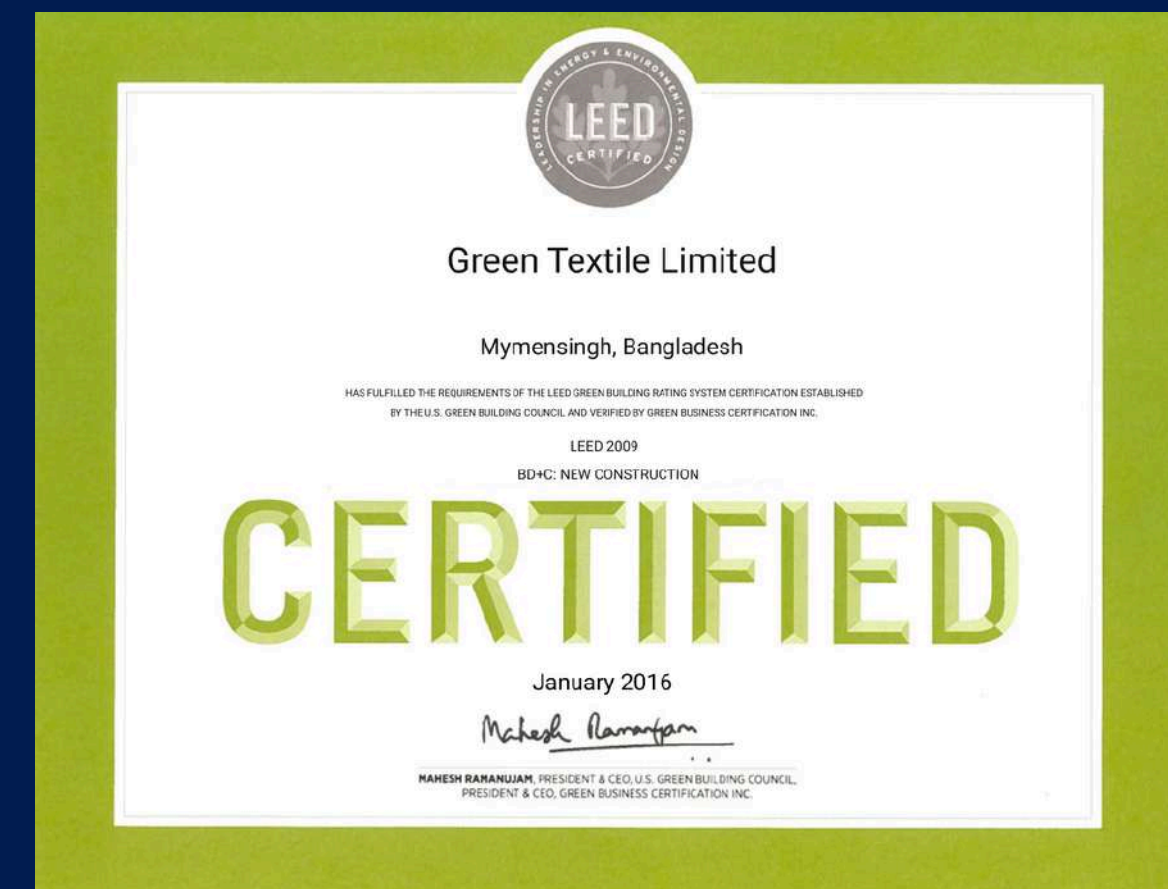 LEADERSHIP IN ENERGY & ENVIRONMENTAL DESIGN
LEED
CERTIFIED
Green Textile Limited
Mymensingh, Bangladesh
HAS FULFILLED THE REQUIREMENTS OF THE LEED GREEN BUILDING RATING SYSTEM CERTIFICATION ESTABLISHED
BY THE U.S. GREEN BUILDING COUNCIL AND VERIFIED BY GREEN BUSINESS CERTIFICATION INC.
LEED 2009
BD+C: NEW CONSTRUCTION
CERTIFIED
January 2016
Mahesh Ramanujam
MAHESH RAMANUJAM, PRESIDENT & CEO, U.S. GREEN BUILDING COUNCIL,
PRESIDENT & CEO, GREEN BUSINESS CERTIFICATION INC.